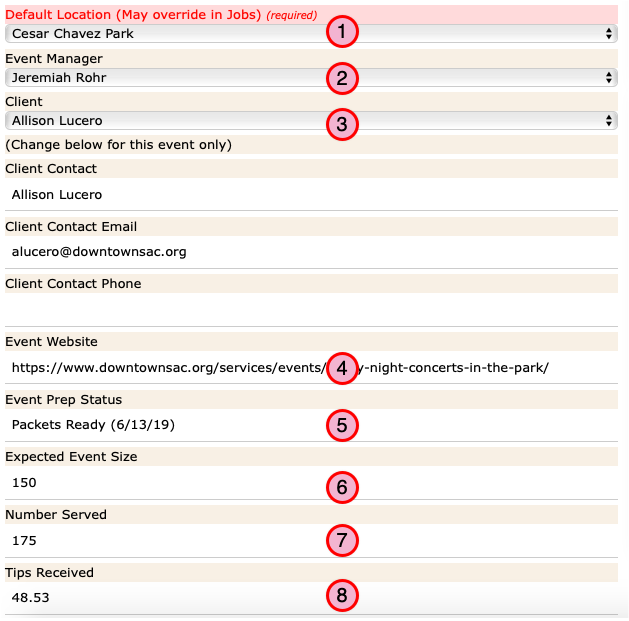 Default Location (May override in Jobs) (required)
Cesar Chavez Park
1
Event Manager
Jeremiah Rohr
2
Client
Allison Lucero
3
(Change below for this event only)
Client Contact
Allison Lucero
Client Contact Email
alucero@downtownsac.org
Client Contact Phone
Event Website
https://www.downtownsac.org/services/events/ 4 y-night-concerts-in-the-park/
Event Prep Status
Packets Ready (6/13/19)
5
Expected Event Size
150
6
Number Served
175
7
Tips Received
48.53
8